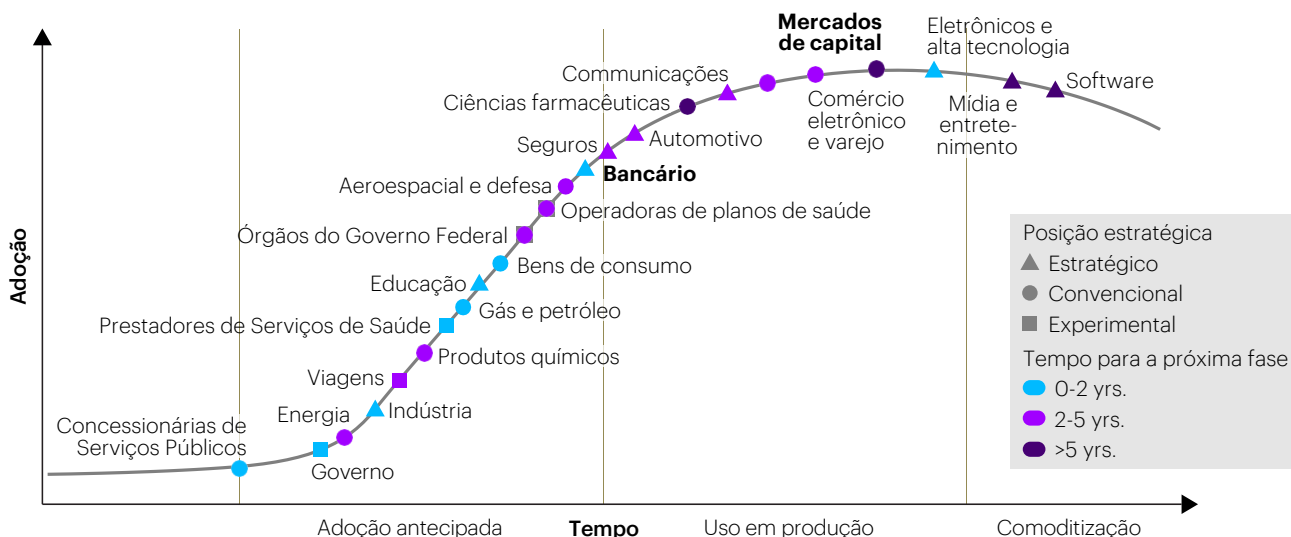 Mercados
de capital
Eletrônicos e
alta tecnologia
Communicações
Software
Ciências farmacêuticas
Comércio
eletrônico
e varejo
Mídia e
entrete-
nimento
Seguros
Automotivo
Bancário
Aeroespacial e defesa
Operadoras de planos de saúde
Órgãos do Governo Federal
Bens de consumo
Educação
Gás e petróleo
Prestadores de Serviços de Saúde
Produtos químicos
Viagens
Indústria
Energia
Concessionárias de
Serviços Públicos
Governo
Adoção
Posição estratégica
Estratégico
Convencional
Experimental
Tempo para a próxima fase
0-2 yrs.
2-5 yrs.
>5 yrs.
Adoção antecipada
Tempo
Uso em produção
Comoditização